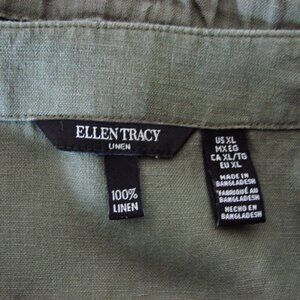 ELLEN TRACY
LINEN
100%
LINEN
US XL
MX EG
CA XL/TG
EU XL
MADE IN
BANGLADESH
FABRIQUÉ AU
BANGLADESH
HECHO EN
BANGLADESH